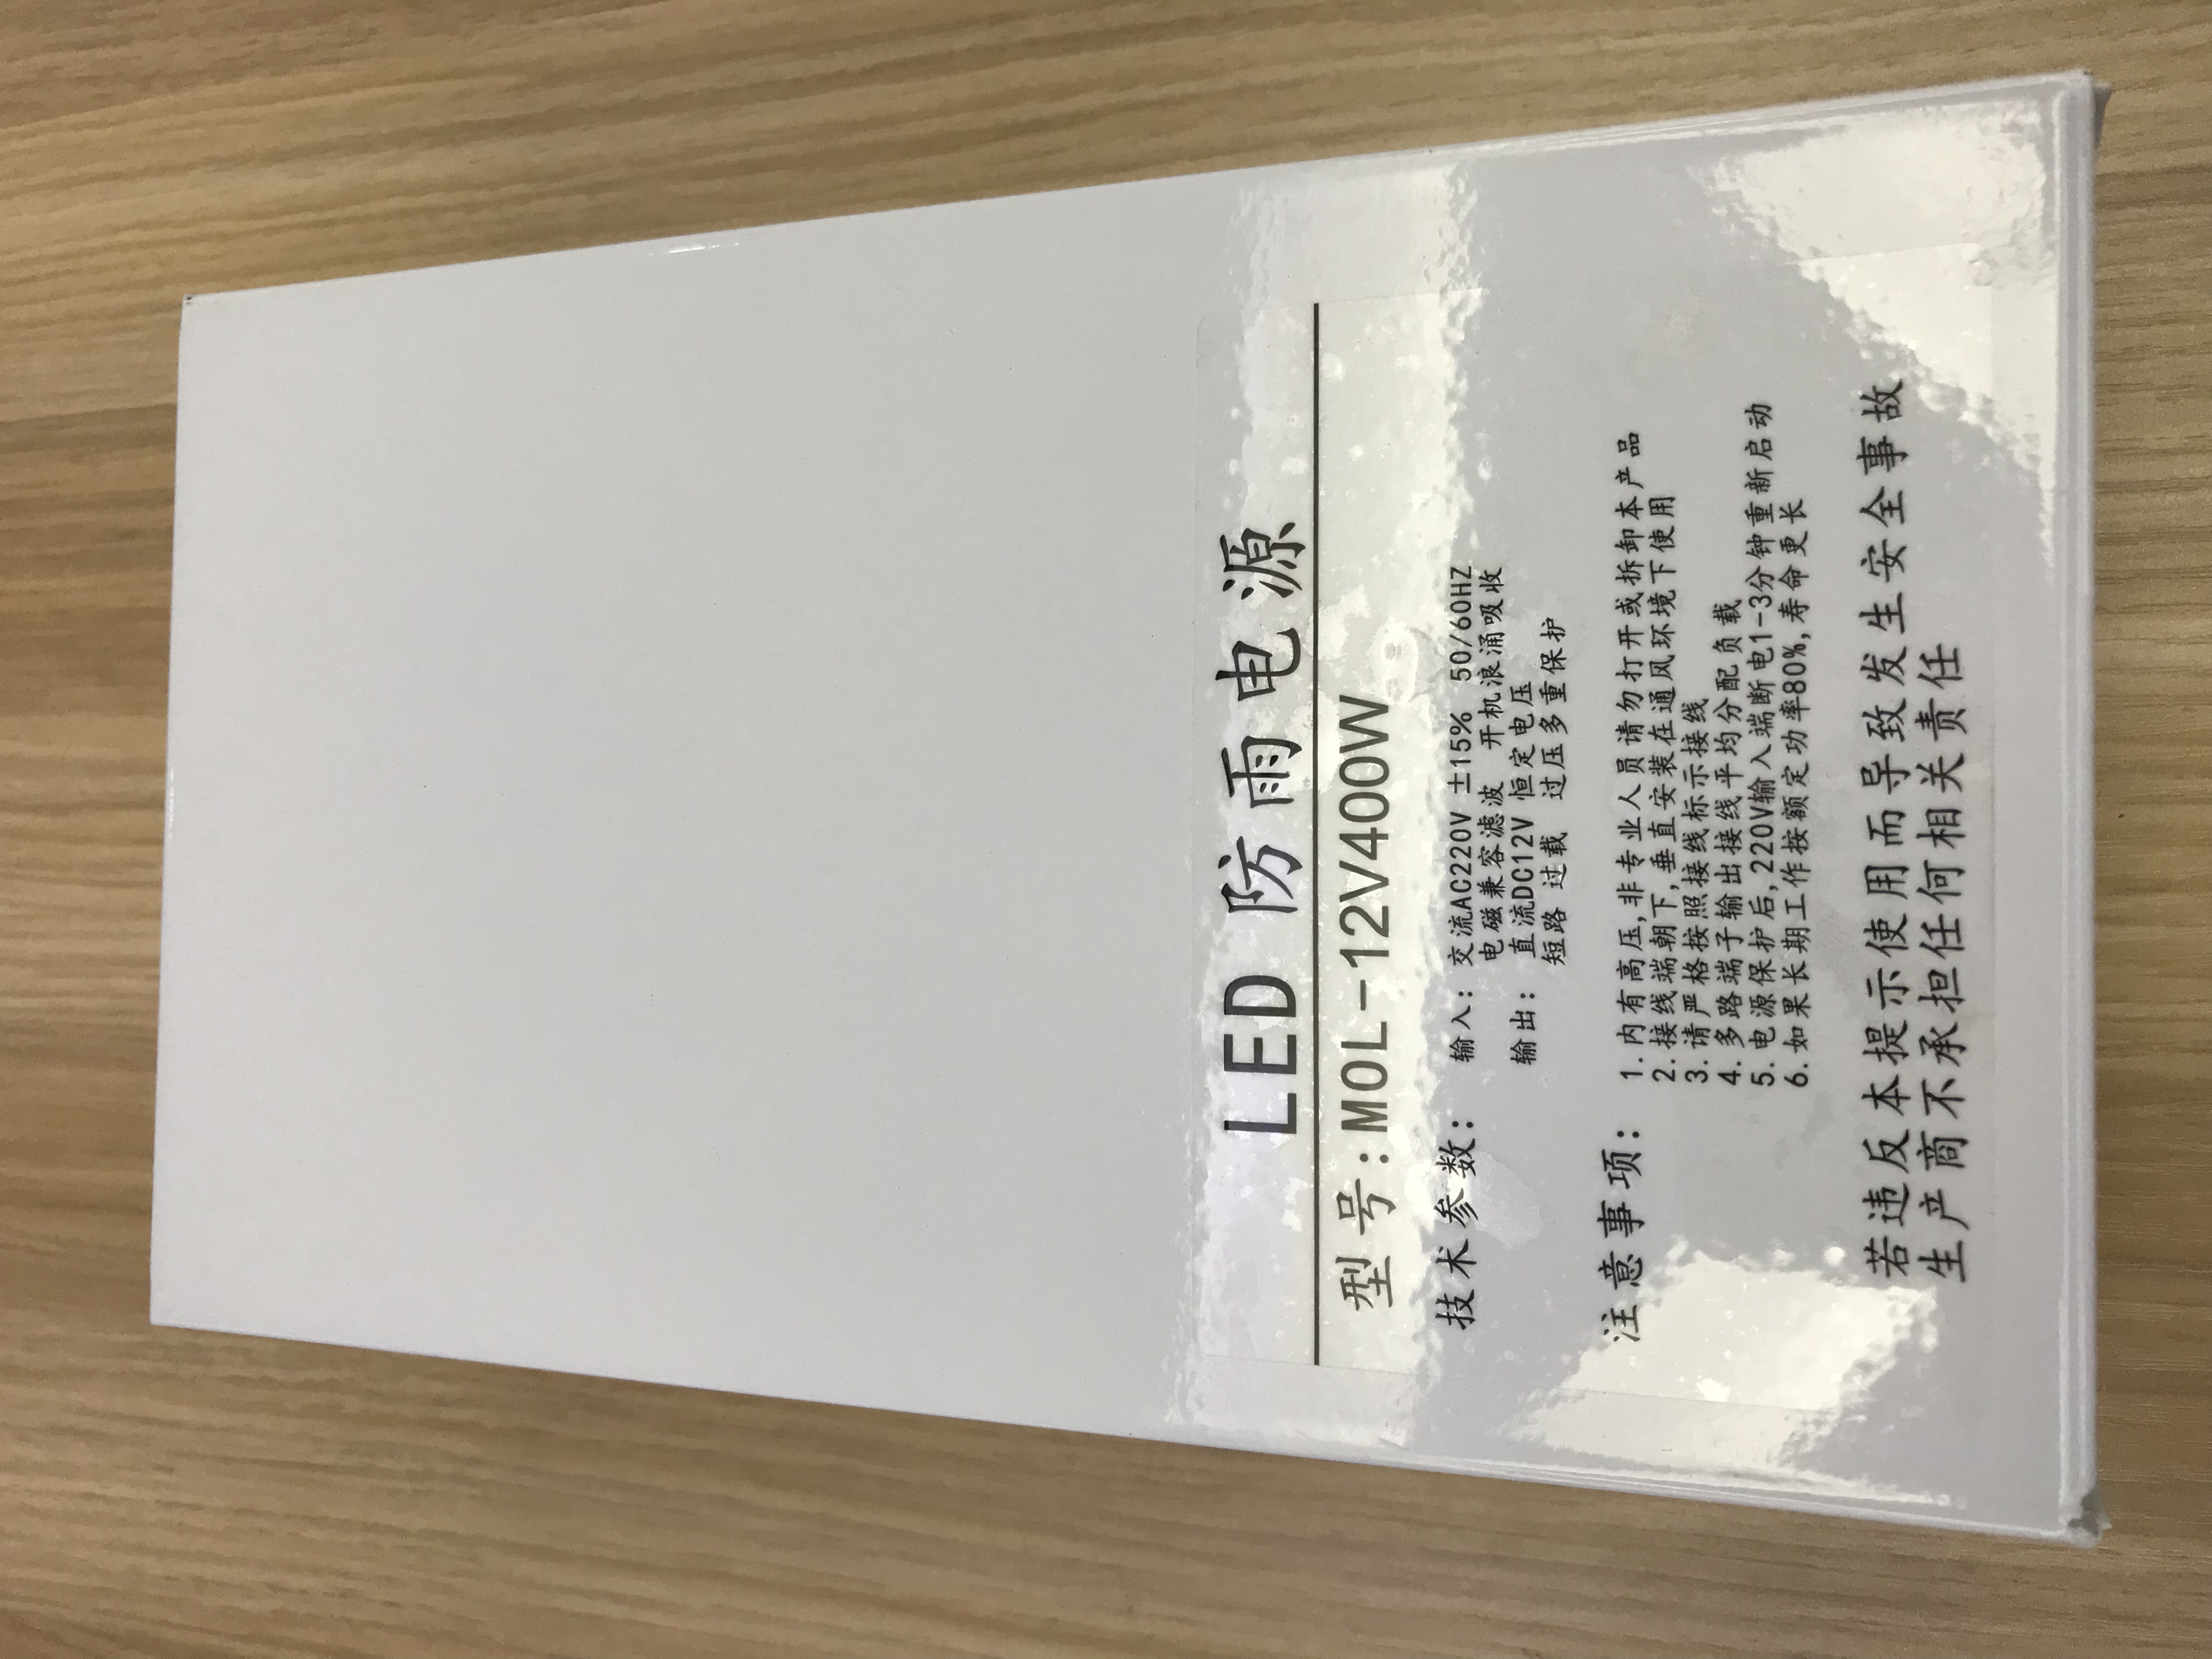 LED 防雨电源
型号:MOL-12V400W
技术参数: 输入: 交流AC220V ±15% 50/60HZ
电磁兼容滤波 开机浪涌吸收
输出: 直流DC12V 恒定电压
短路 过载 过压多重保护
注意事项: 1.内有高压,非专业人员请勿打开或拆卸本产品
2.接线端朝下,垂直安装在通风环境下使用
3.请严格按照接线标示接线
4.多路端子输出接线平均分配负载
5.电源保护后,220V输入端断电1-3分钟重新启动
6.如果长期工作按额定功率80%,寿命更长
若违反本提示使用而导致发生安全事故
生产商不承担任何相关责任